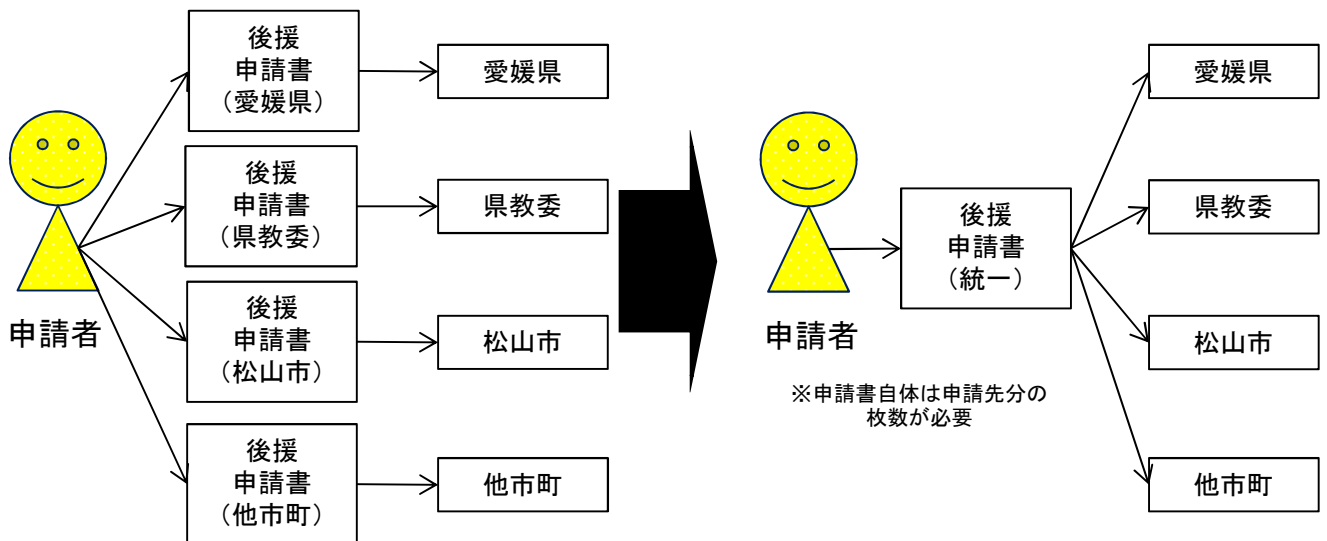 後援
申請書
（愛媛県）
愛媛県
後援
申請書
（県教委）
県教委
後援
申請書
（松山市）
松山市
後援
申請書
（他市町）
他市町
申請者
申請者
後援
申請書
（統一）
※申請書自体は申請先分の
枚数が必要
愛媛県
県教委
松山市
他市町